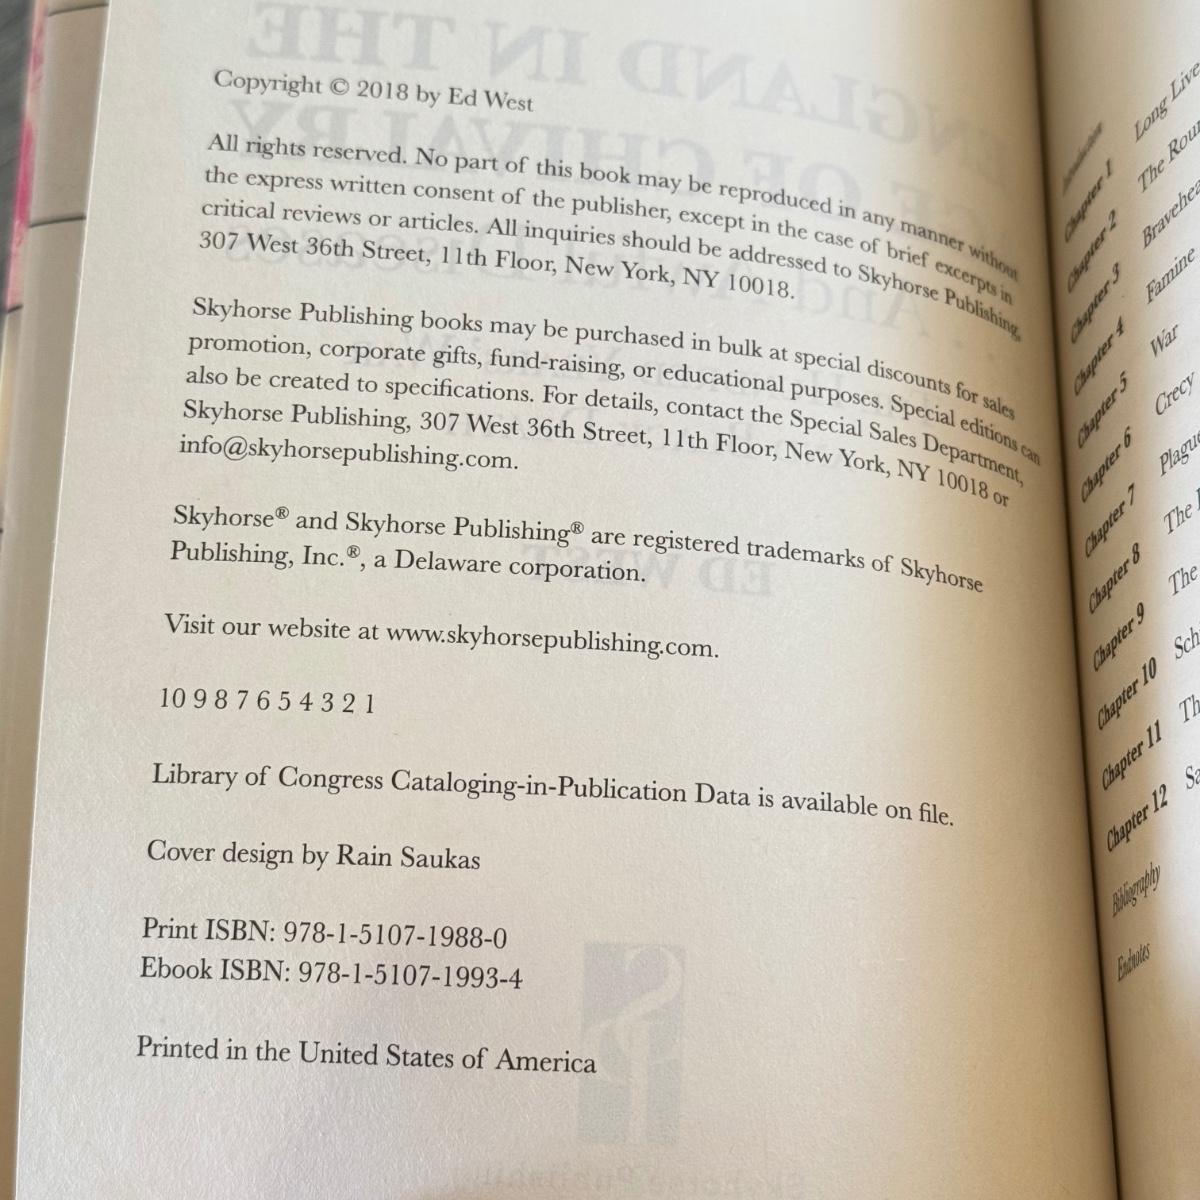 Copyright © 2018 by Ed West
All rights reserved. No part of this book may be reproduced in any manner without
the express written consent of the publisher, except in the case of brief excerpts in
critical reviews or articles. All inquiries should be addressed to Skyhorse Publishing,
307 West 36th Street, 11th Floor, New York, NY 10018.
Skyhorse Publishing books may be purchased in bulk at special discounts for sales
promotion, corporate gifts, fund-raising, or educational purposes. Special editions can
also be created to specifications. For details, contact the Special Sales Department,
Skyhorse Publishing, 307 West 36th Street, 11th Floor, New York, NY 10018 or
info@skyhorsepublishing.com.
Skyhorse® and Skyhorse Publishing® are registered trademarks of Skyhorse
Publishing, Inc.®, a Delaware corporation.
Visit our website at www.skyhorsepublishing.com.
10 9 8 7 6 5 4 3 2 1
Library of Congress Cataloging-in-Publication Data is available on file.
Cover design by Rain Saukas
Print ISBN: 978-1-5107-1988-0
Ebook ISBN: 978-1-5107-1993-4
Printed in the United States of America
Introduction
Chapter 1 Long Live
Chapter 2 The
Chapter 3
Chapter 4 Famine
Chapter 5 War
Chapter 6 Crecy
Chapter 7
Chapter 8 The
Chapter 9 The
Chapter 10
Chapter 11
Chapter 12
Bibliography
Endnotes